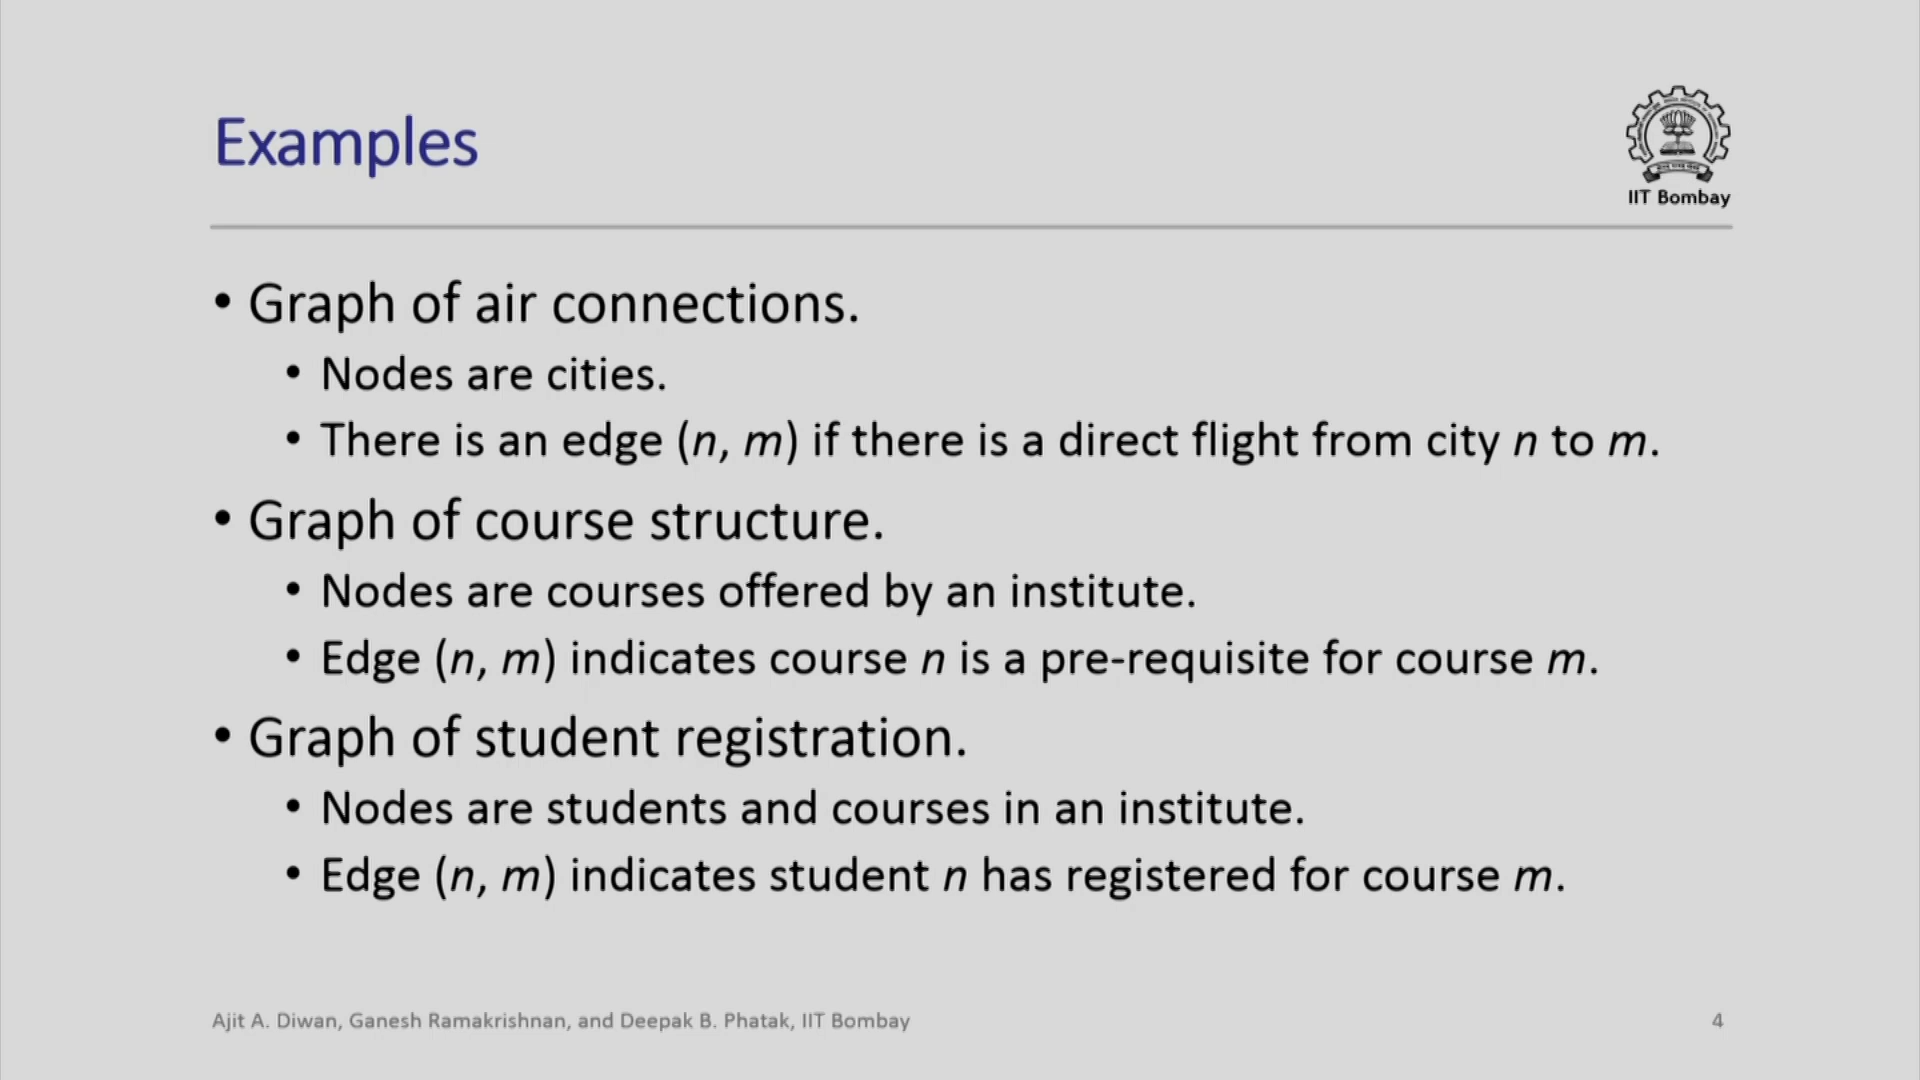 Examples
IIT Bombay
• Graph of air connections.
• Nodes are cities.
• There is an edge (n, m) if there is a direct flight from city n to m.
• Graph of course structure.
• Nodes are courses offered by an institute.
• Edge (n, m) indicates course n is a pre-requisite for course m.
• Graph of student registration.
• Nodes are students and courses in an institute.
• Edge (n, m) indicates student n has registered for course m.
Ajit A. Diwan, Ganesh Ramakrishnan, and Deepak B. Phatak, IIT Bombay
4